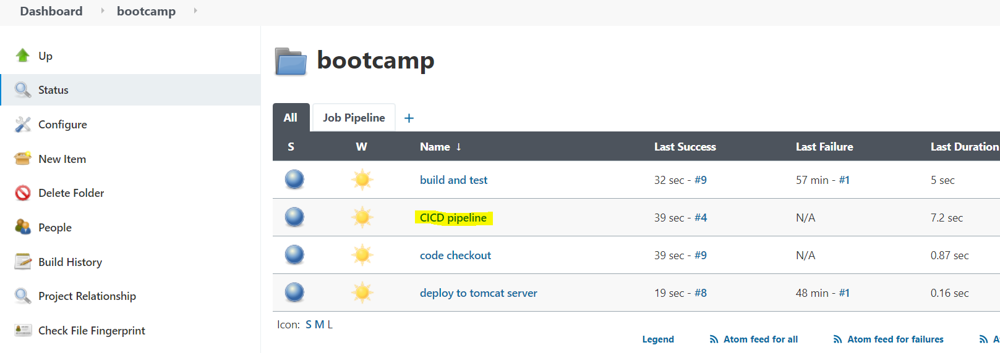 Dashboard bootcamp
Up
Status
Configure
New Item
Delete Folder
People
Build History
Project Relationship
Check File Fingerprint
bootcamp
All Job Pipeline +
S W Name ↓ Last Success Last Failure Last Duration
build and test 32 sec - #9 57 min - #1 5 sec
CICD pipeline 39 sec - #4 N/A 7.2 sec
code checkout 39 sec - #9 N/A 0.87 sec
deploy to tomcat server 19 sec - #8 48 min - #1 0.16 sec
Icon: S M L
Legend Atom feed for all Atom feed for failures